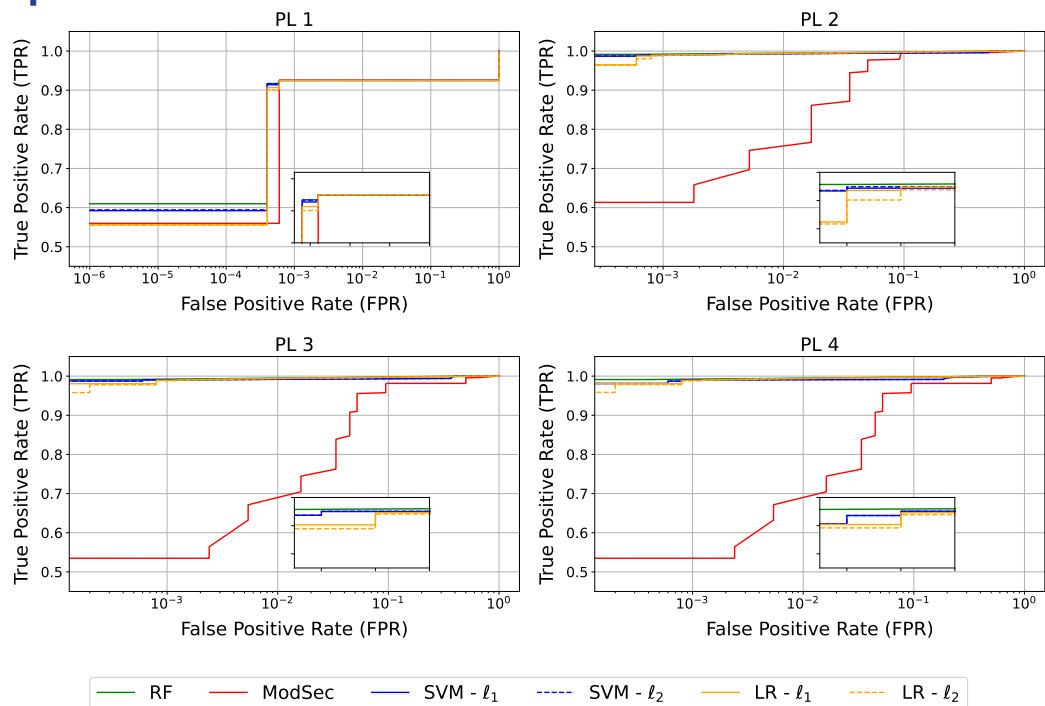 PL 1
PL 2
True Positive Rate (TPR)
1.0
0.9
0.8
0.7
0.6
0.5
10⁻⁶ 10⁻⁵ 10⁻⁴ 10⁻³ 10⁻² 10⁻¹ 10⁰
False Positive Rate (FPR)
True Positive Rate (TPR)
1.0
0.9
0.8
0.7
0.6
0.5
10⁻³ 10⁻² 10⁻¹ 10⁰
False Positive Rate (FPR)
PL 3
PL 4
True Positive Rate (TPR)
1.0
0.9
0.8
0.7
0.6
0.5
10⁻³ 10⁻² 10⁻¹ 10⁰
False Positive Rate (FPR)
True Positive Rate (TPR)
1.0
0.9
0.8
0.7
0.6
0.5
10⁻³ 10⁻² 10⁻¹ 10⁰
False Positive Rate (FPR)
RF ModSec SVM - ℓ₁ SVM - ℓ₂ LR - ℓ₁ LR - ℓ₂